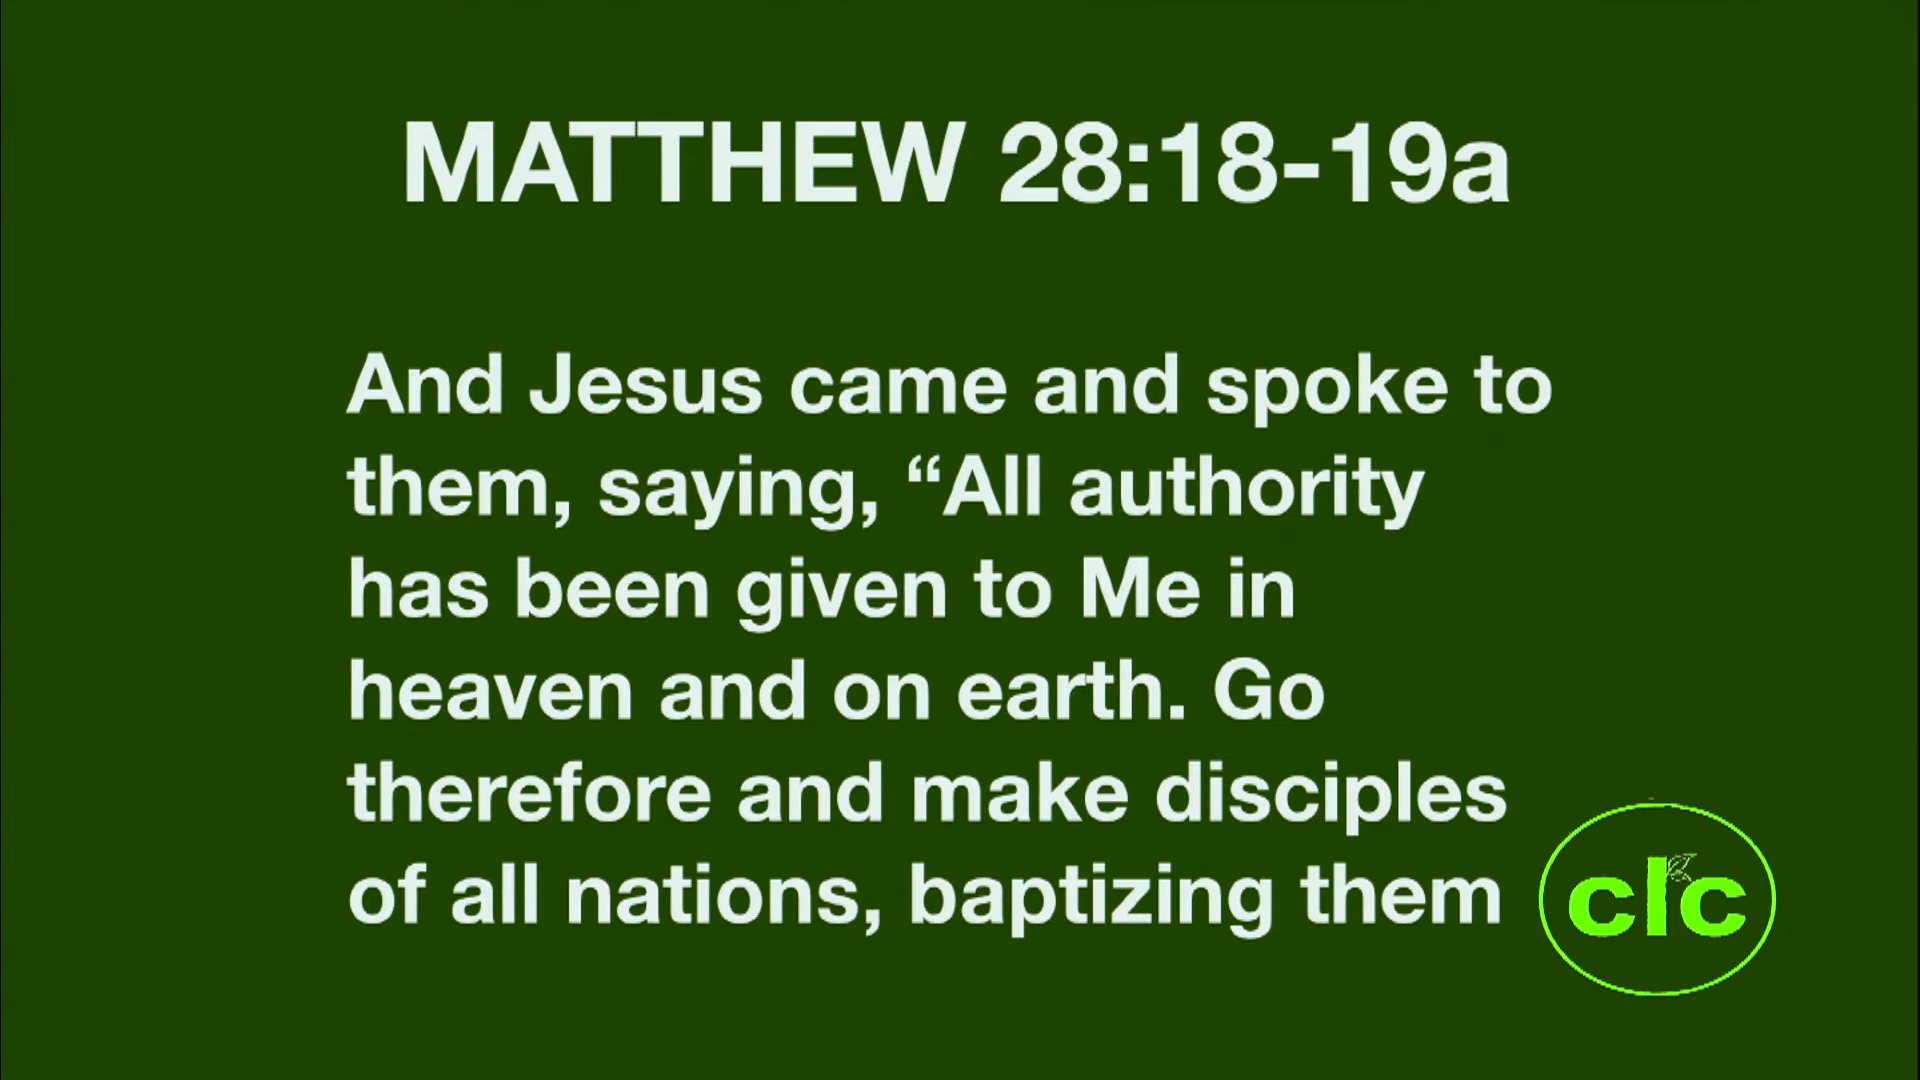 MATTHEW 28:18-19a
And Jesus came and spoke to
them, saying, “All authority
has been given to Me in
heaven and on earth. Go
therefore and make disciples
of all nations, baptizing them
clc